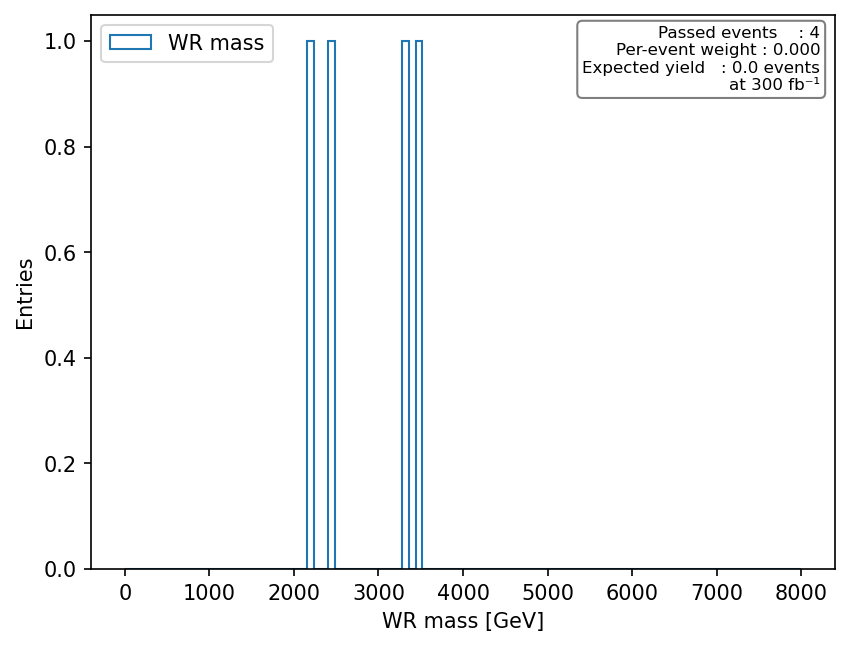 WR mass
Passed events : 4
Per-event weight : 0.000
Expected yield : 0.0 events
at 300 fb⁻¹
1.0
0.8
0.6
0.4
0.2
0.0
Entries
0 1000 2000 3000 4000 5000 6000 7000 8000
WR mass [GeV]